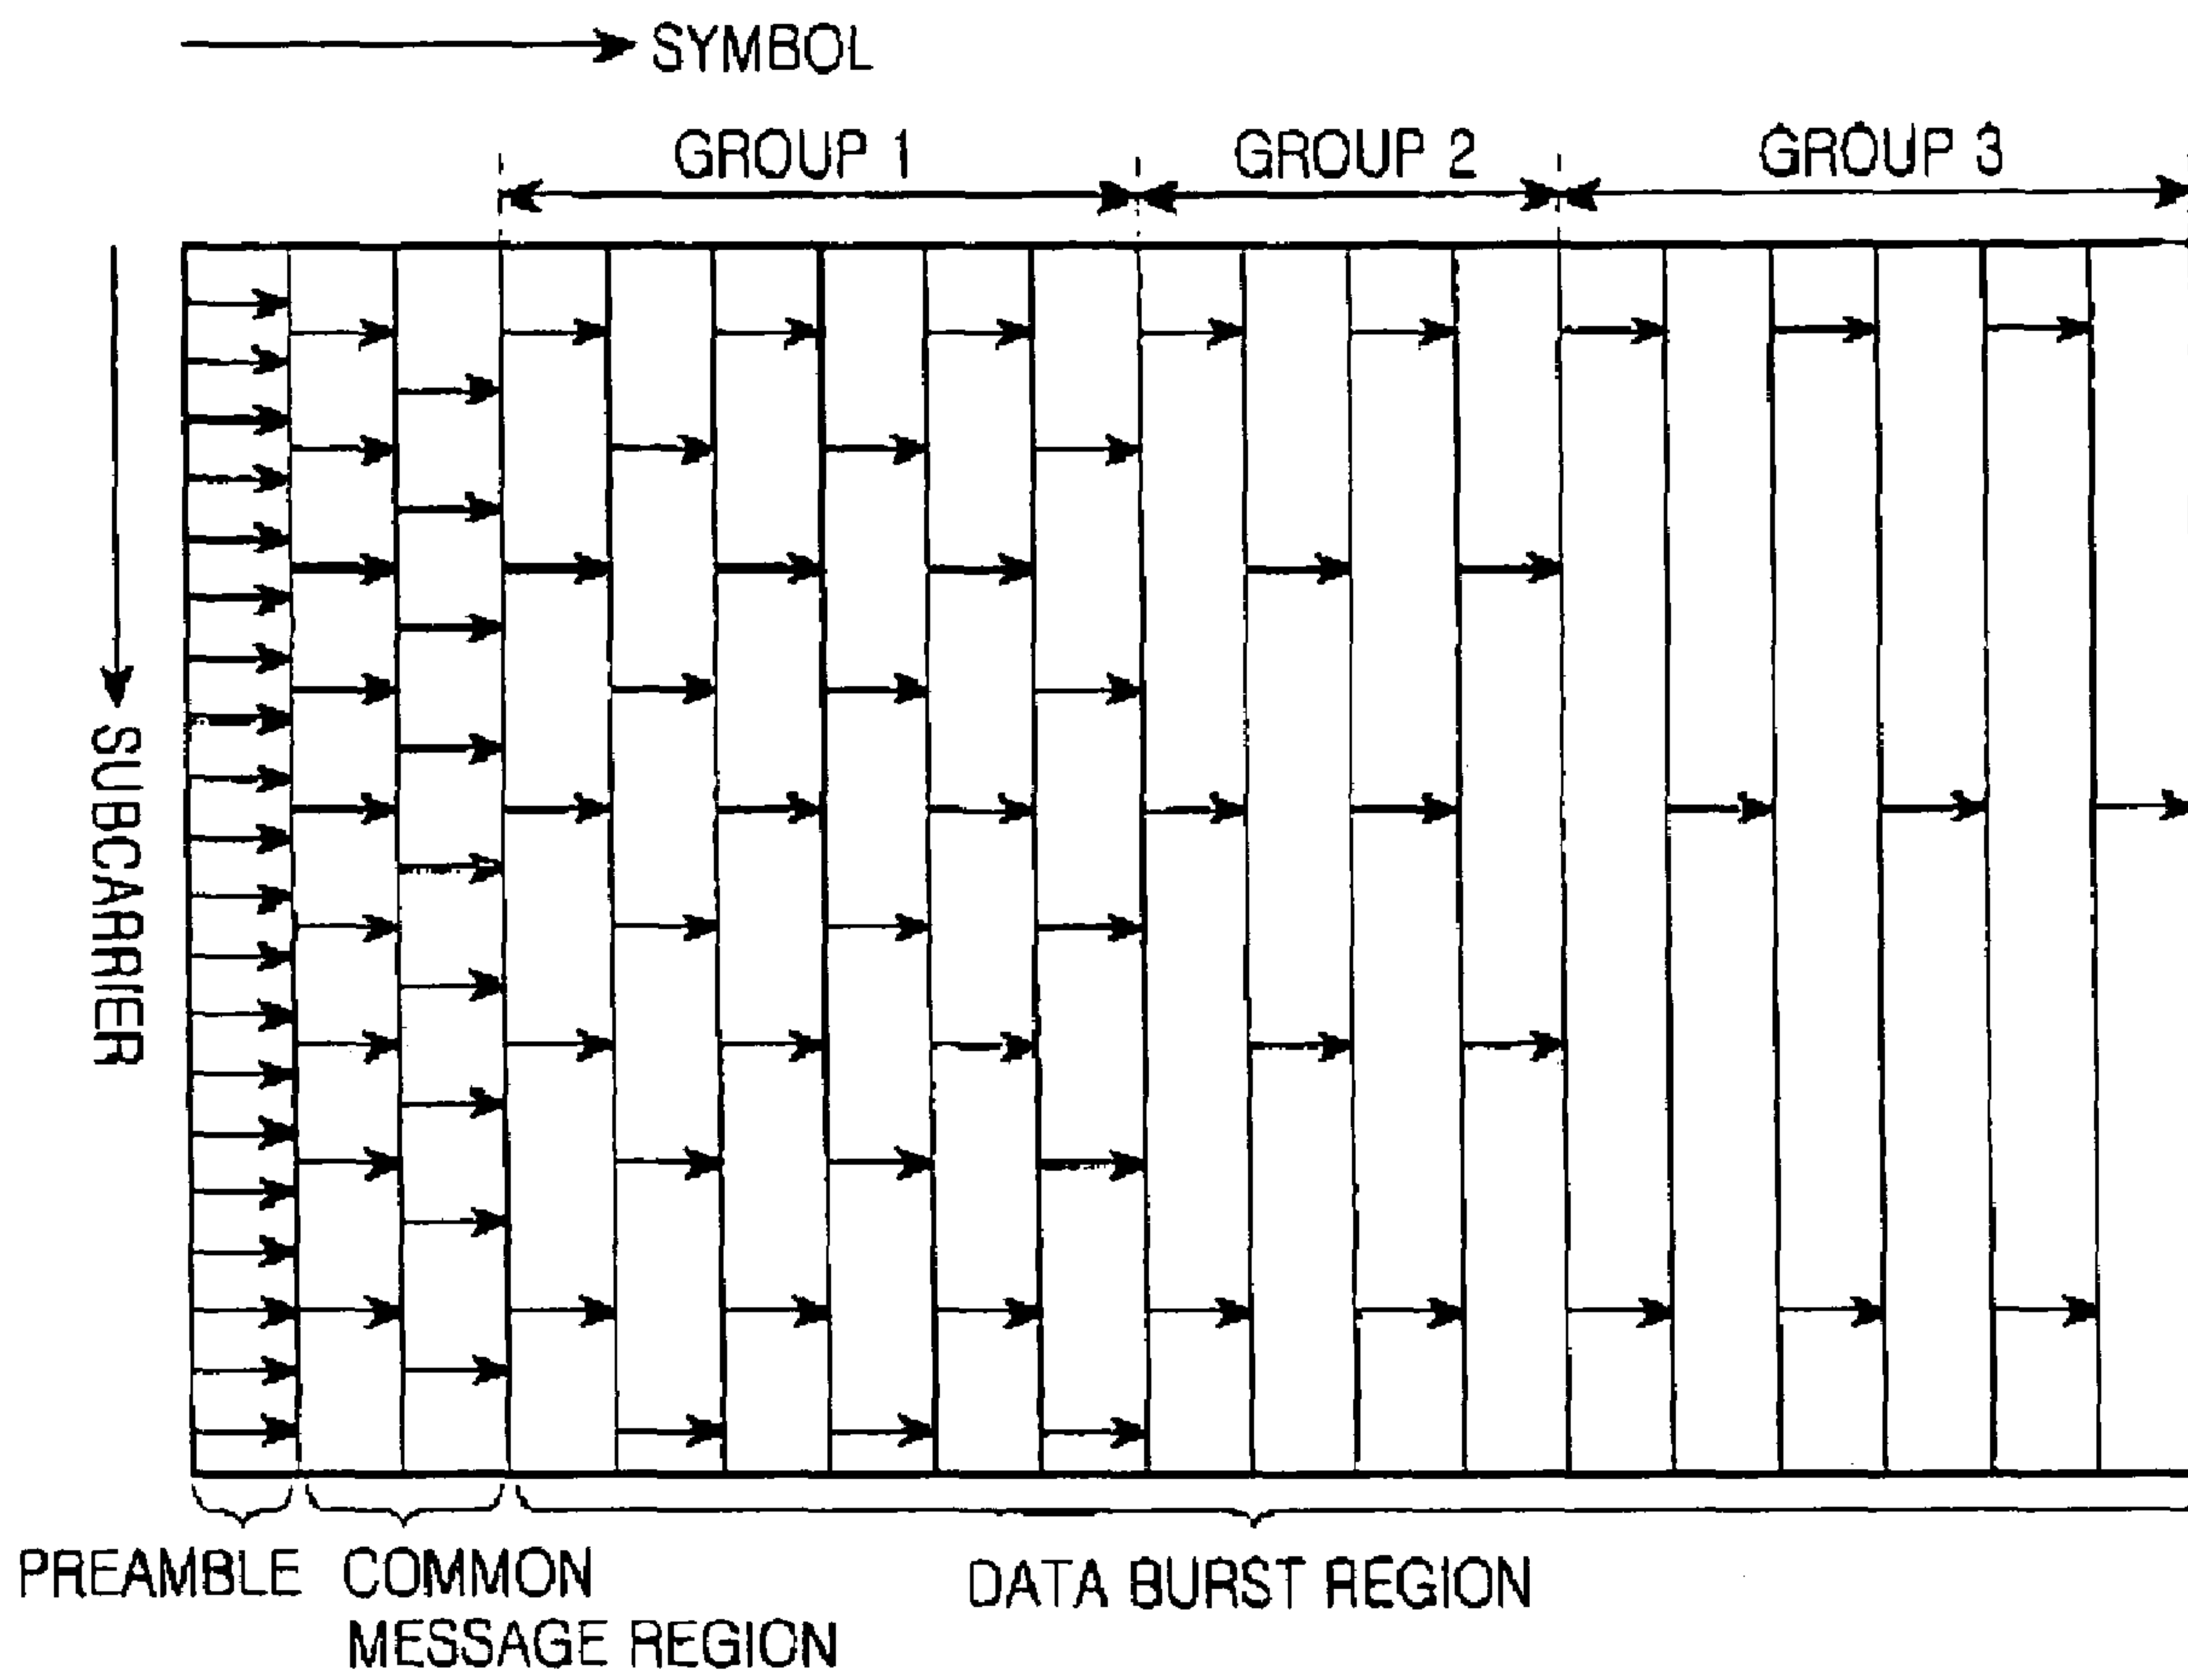 SYMBOL
GROUP 1
GROUP 2
GROUP 3
SUBCARRIER
PREAMBLE
COMMON
MESSAGE REGION
DATA BURST REGION